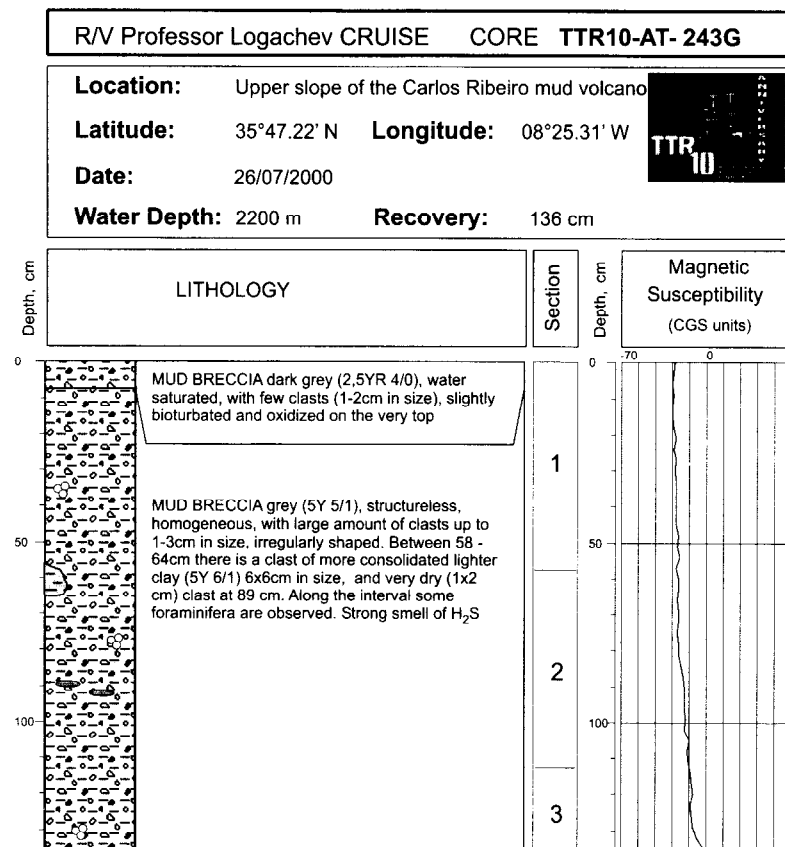 R/V Professor Logachev CRUISE CORE TTR10-AT- 243G
Location: Upper slope of the Carlos Ribeiro mud volcano
Latitude: 35°47.22' N Longitude: 08°25.31' W
TTR
10
Date: 26/07/2000
Water Depth: 2200 m Recovery: 136 cm
Depth, cm
LITHOLOGY
Section
Depth, cm
Magnetic
Susceptibility
(CGS units)
0
MUD BRECCIA dark grey (2,5YR 4/0), water
saturated, with few clasts (1-2cm in size), slightly
bioturbated and oxidized on the very top
MUD BRECCIA grey (5Y 5/1), structureless,
homogeneous, with large amount of clasts up to
1-3cm in size, irregularly shaped. Between 58 -
64cm there is a clast of more consolidated lighter
clay (5Y 6/1) 6x6cm in size, and very dry (1x2
cm) clast at 89 cm. Along the interval some
foraminifera are observed. Strong smell of H₂S
50
100
1
2
3
0
-70 0
50
100